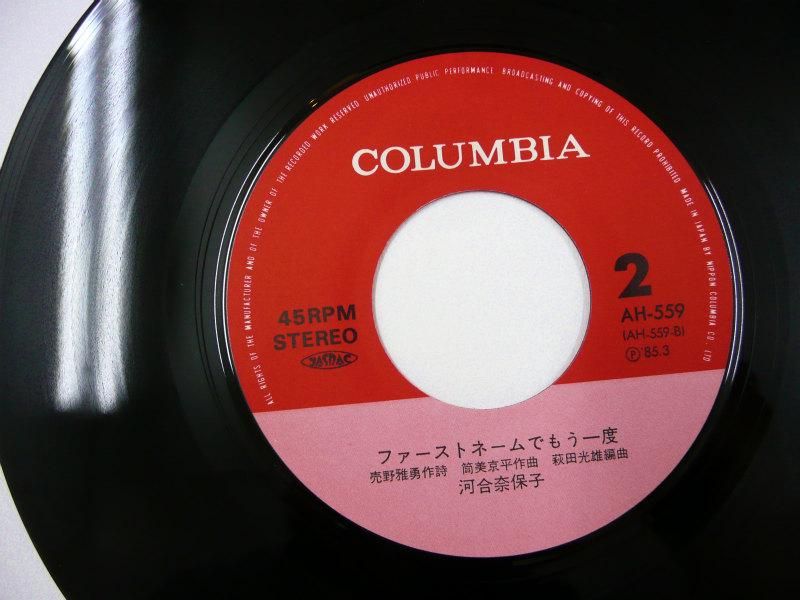 ALL RIGHTS OF THE MANUFACTURER AND OF THE OWNER OF THE RECORDED WORK RESERVED. UNAUTHORIZED PUBLIC PERFORMANCE BROADCASTING AND COPYING OF THIS RECORD PROHIBITED MADE IN JAPAN BY NIPPON COLUMBIA CO. LTD
COLUMBIA
2
45RPM
STEREO
JASRAC
AH-559
(AH-559-B)
Ⓟ '85.3
ファーストネームでもう一度
売野雅勇作詩 筒美京平作曲 萩田光雄編曲
河合奈保子